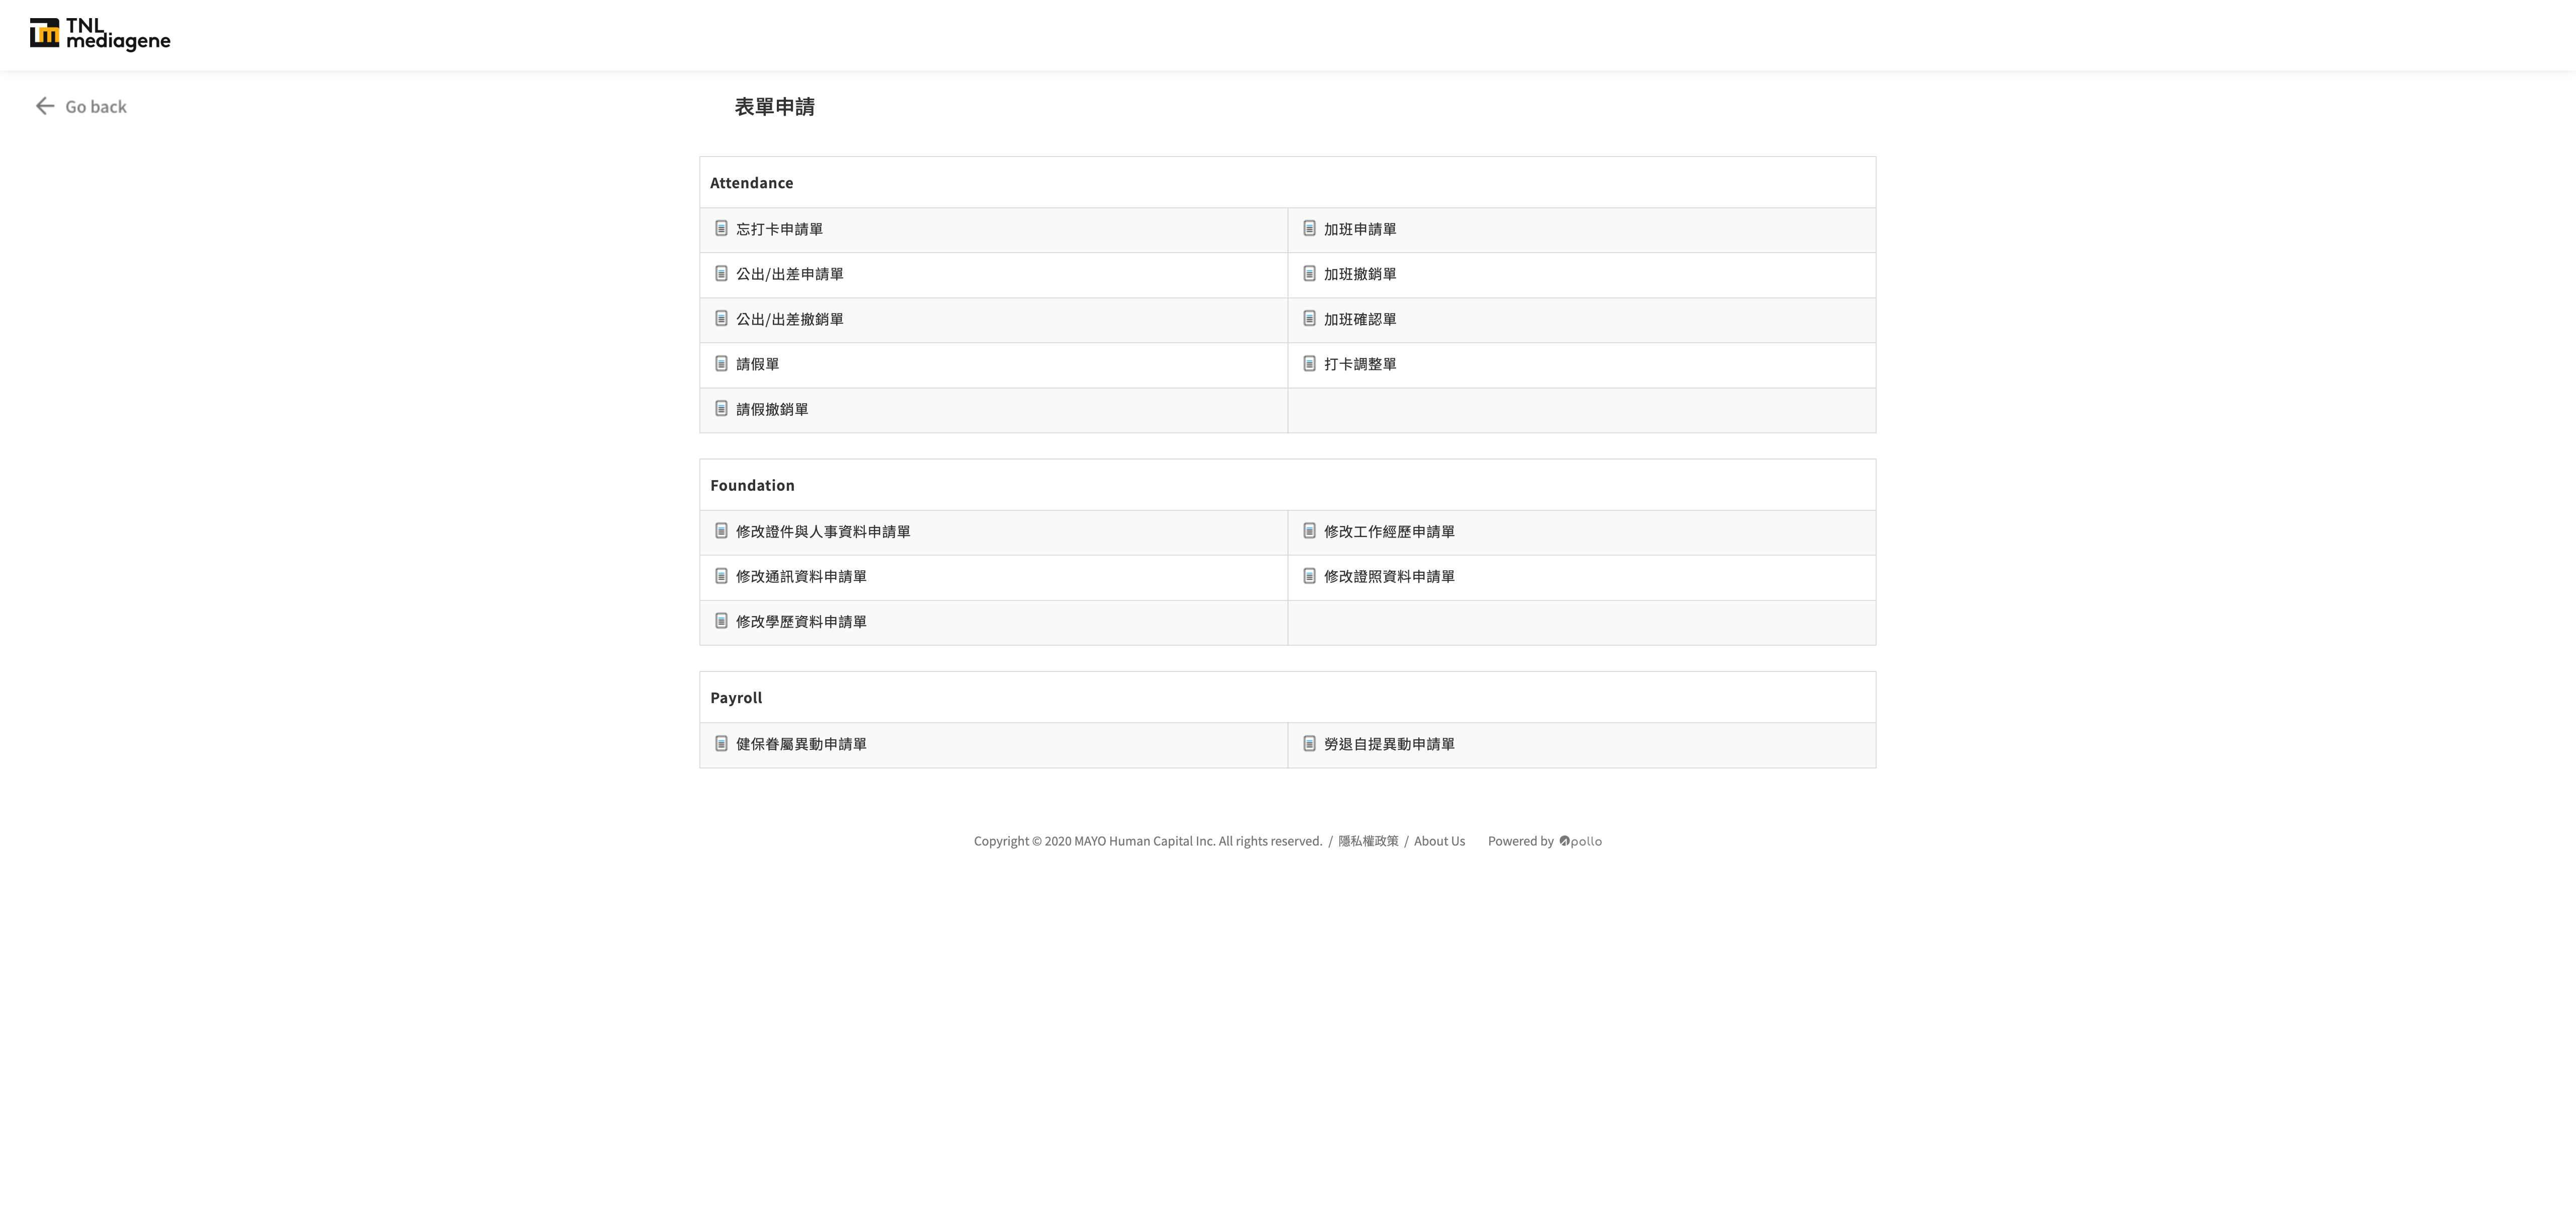 TNL
mediagene
Go back
表單申請
Attendance
忘打卡申請單
加班申請單
公出/出差申請單
加班撤銷單
公出/出差撤銷單
加班確認單
請假單
打卡調整單
請假撤銷單
Foundation
修改證件與人事資料申請單
修改工作經歷申請單
修改通訊資料申請單
修改證照資料申請單
修改學歷資料申請單
Payroll
健保眷屬異動申請單
勞退自提異動申請單
Copyright © 2020 MAYO Human Capital Inc. All rights reserved. / 隱私權政策 / About Us Powered by Apollo